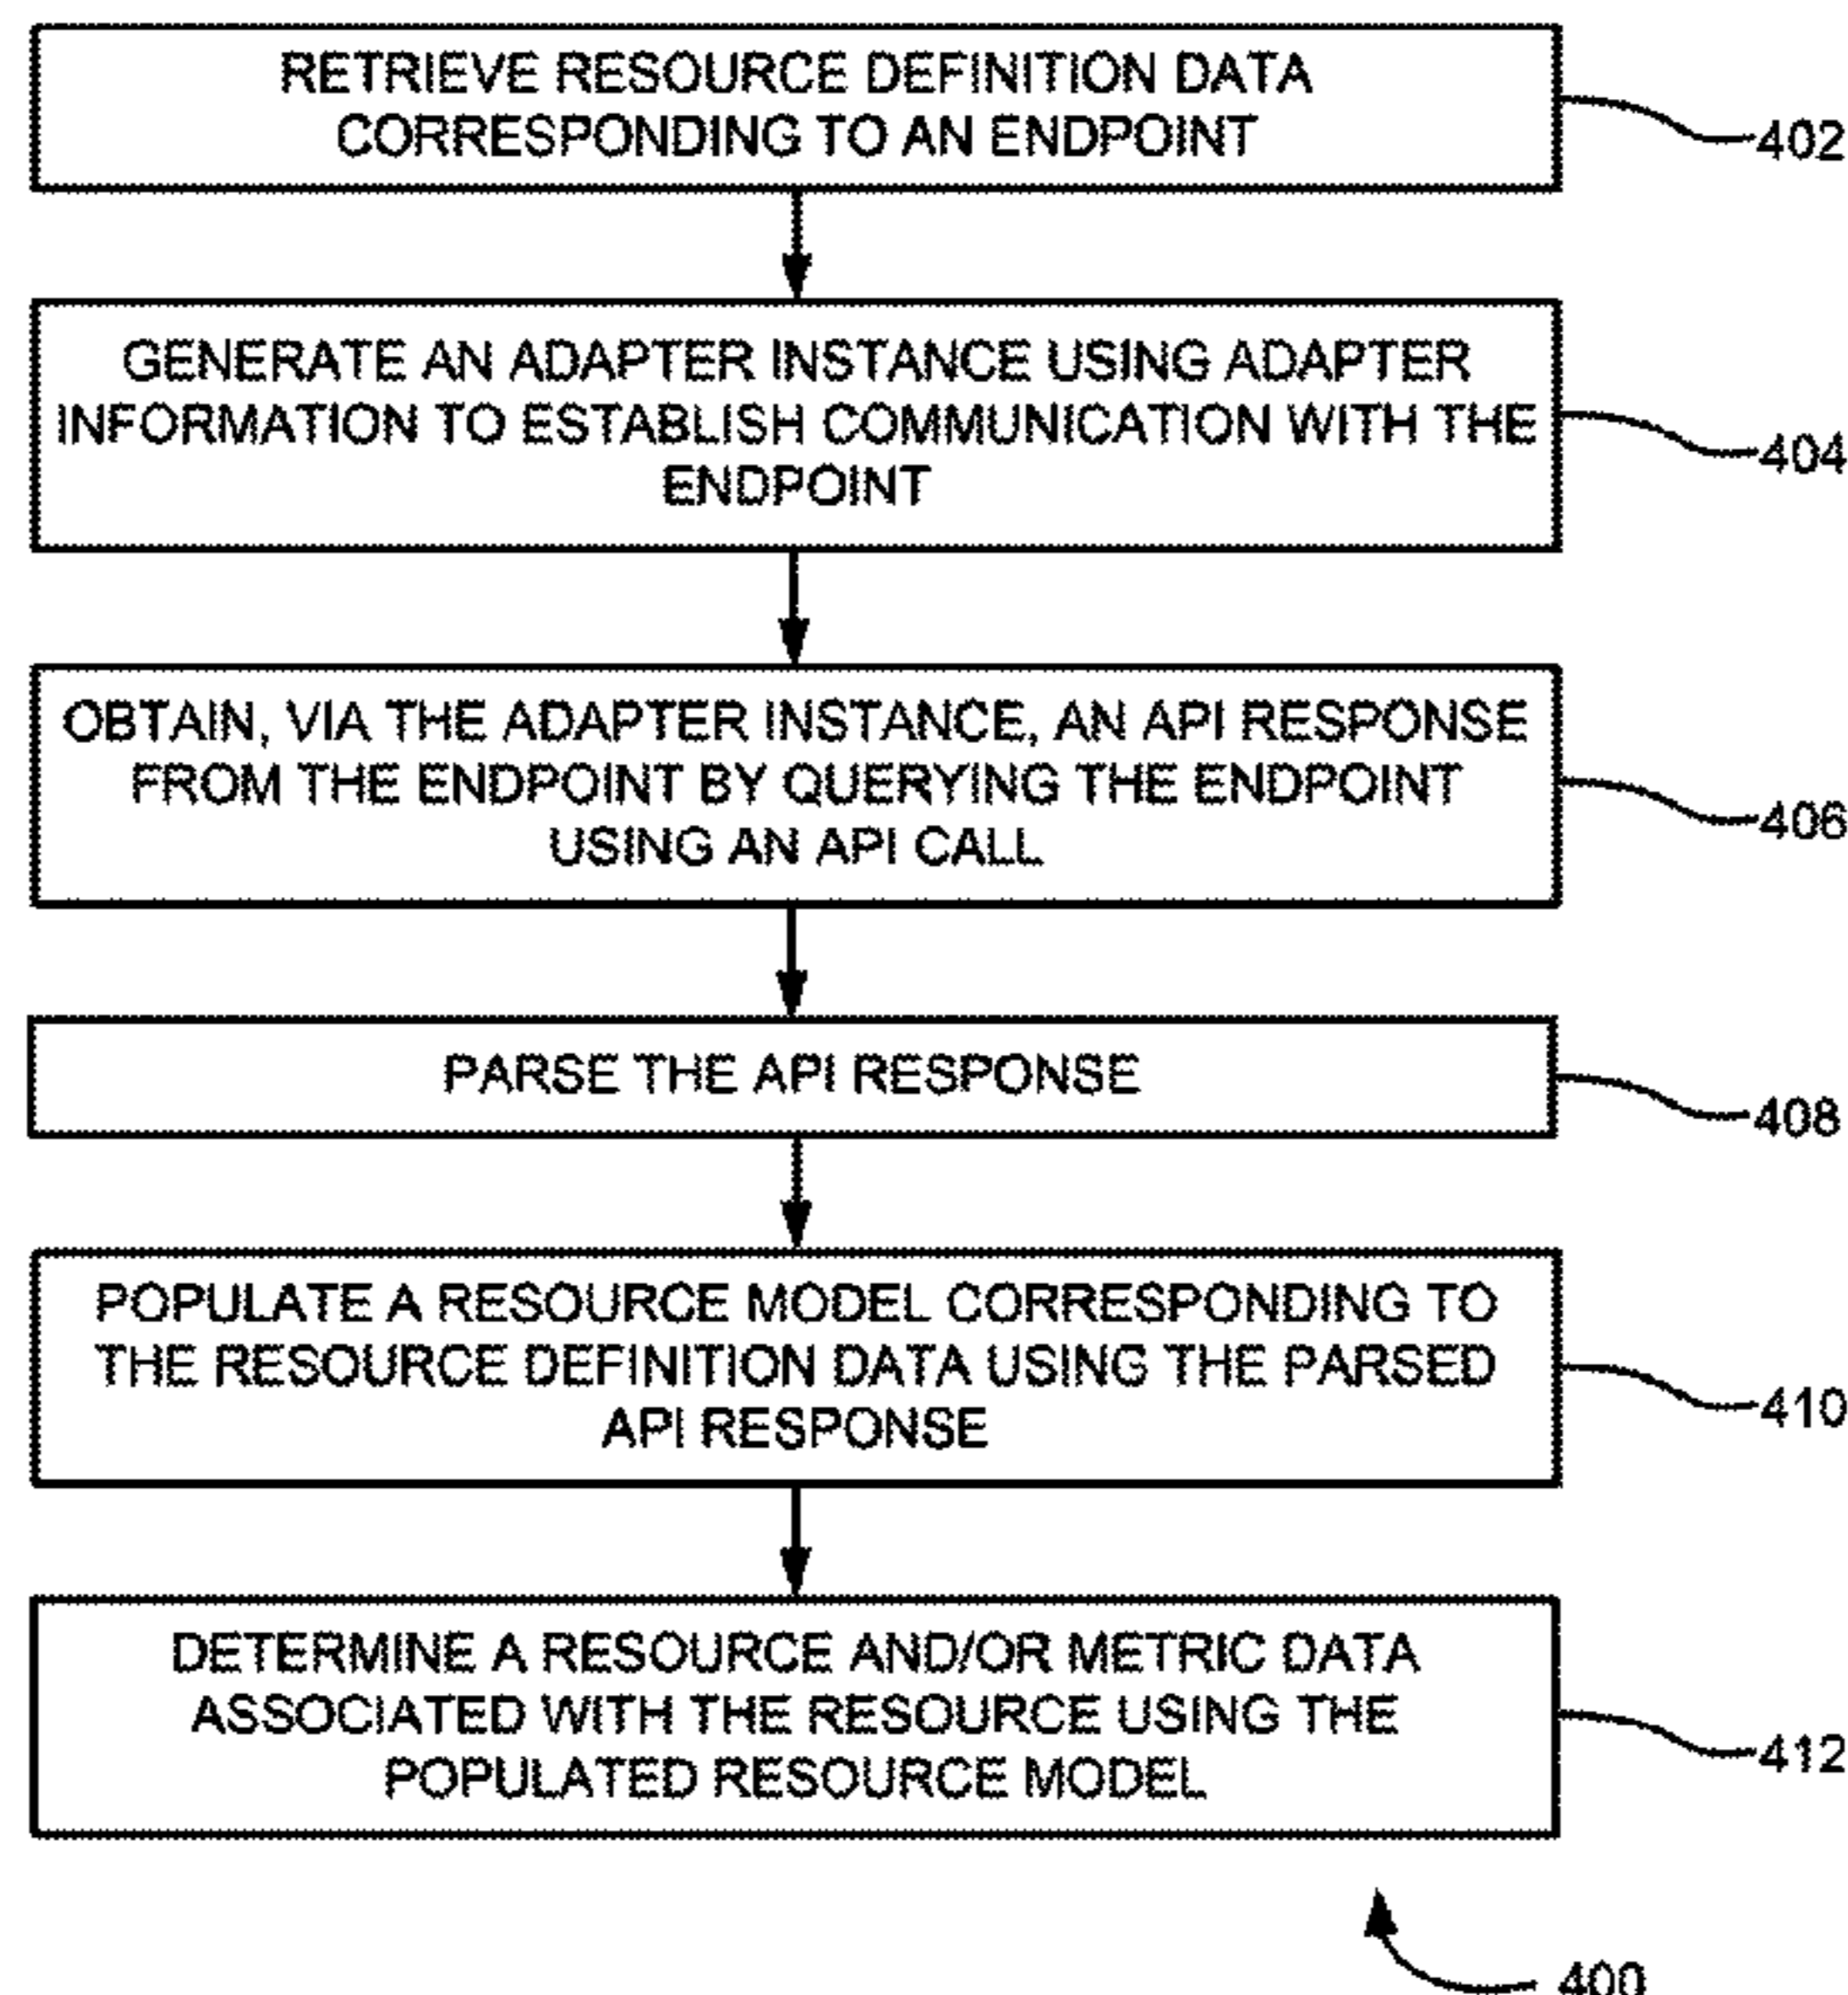 RETRIEVE RESOURCE DEFINITION DATA
CORRESPONDING TO AN ENDPOINT
402
GENERATE AN ADAPTER INSTANCE USING ADAPTER
INFORMATION TO ESTABLISH COMMUNICATION WITH THE
ENDPOINT
404
OBTAIN, VIA THE ADAPTER INSTANCE, AN API RESPONSE
FROM THE ENDPOINT BY QUERYING THE ENDPOINT
USING AN API CALL
406
PARSE THE API RESPONSE
408
POPULATE A RESOURCE MODEL CORRESPONDING TO
THE RESOURCE DEFINITION DATA USING THE PARSED
API RESPONSE
410
DETERMINE A RESOURCE AND/OR METRIC DATA
ASSOCIATED WITH THE RESOURCE USING THE
POPULATED RESOURCE MODEL
412
400